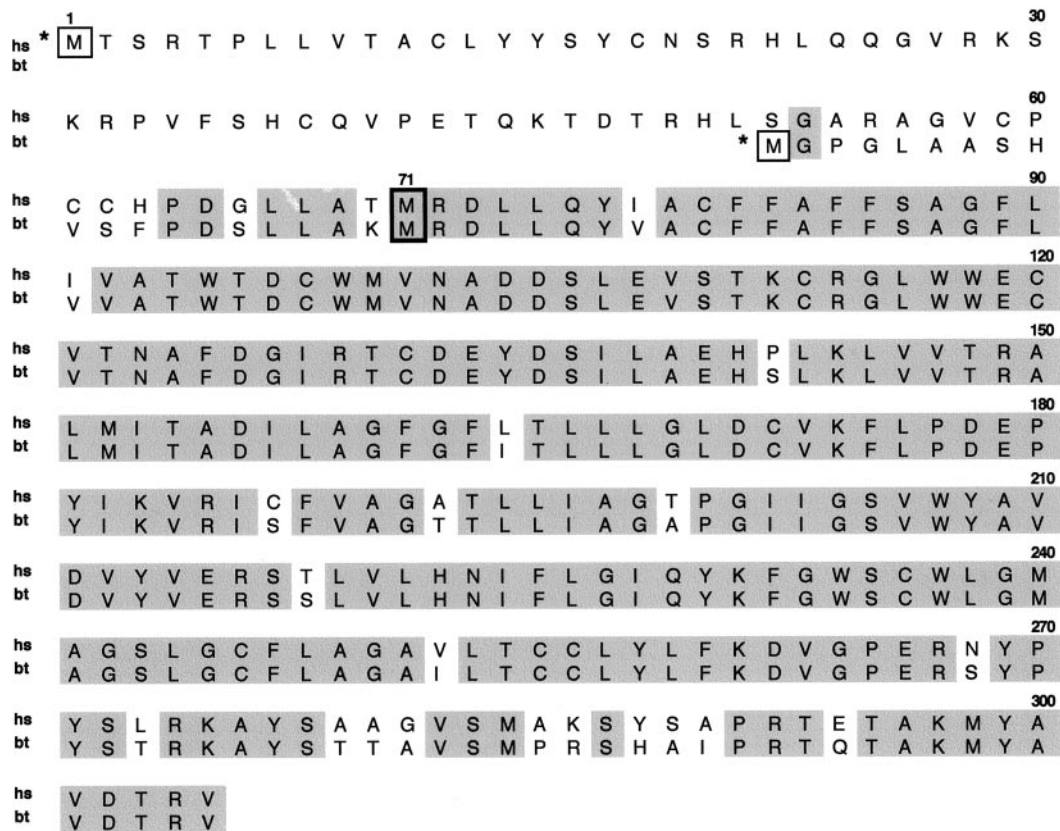 1 30
hs * M T S R T P L L V T A C L Y Y S Y C N S R H L Q Q G V R K S
bt
60
hs K R P V F S H C Q V P E T Q K T D T R H L S G A R A G V C P
bt * M G P G L A A S H
71 90
hs C C H P D G L L A T M R D L L Q Y I A C F F A F F S A G F L
bt V S F P D S L L A K M R D L L Q Y V A C F F A F F S A G F L
120
hs I V A T W T D C W M V N A D D S L E V S T K C R G L W W E C
bt V V A T W T D C W M V N A D D S L E V S T K C R G L W W E C
150
hs V T N A F D G I R T C D E Y D S I L A E H P L K L V V T R A
bt V T N A F D G I R T C D E Y D S I L A E H S L K L V V T R A
180
hs L M I T A D I L A G F G F L T L L L G L D C V K F L P D E P
bt L M I T A D I L A G F G F I T L L L G L D C V K F L P D E P
210
hs Y I K V R I C F V A G A T L L I A G T P G I I G S V W Y A V
bt Y I K V R I S F V A G T T L L I A G A P G I I G S V W Y A V
240
hs D V Y V E R S T L V L H N I F L G I Q Y K F G W S C W L G M
bt D V Y V E R S S L V L H N I F L G I Q Y K F G W S C W L G M
270
hs A G S L G C F L A G A V L T C C L Y L F K D V G P E R N Y P
bt A G S L G C F L A G A I L T C C L Y L F K D V G P E R S Y P
300
hs Y S L R K A Y S A A G V S M A K S Y S A P R T E T A K M Y A
bt Y S T R K A Y S T T A V S M P R S H A I P R T Q T A K M Y A
hs V D T R V
bt V D T R V